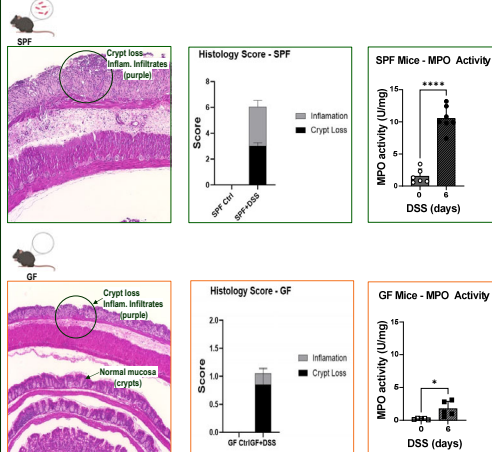 SPF
Crypt loss
Inflam. Infiltrates
(purple)
Histology Score - SPF
Score
8
6
4
2
0
SPF Ctrl
SPF+DSS
Inflamation
Crypt Loss
SPF Mice - MPO Activity
MPO activity (U/mg)
15
10
5
0
****
0 6
DSS (days)
GF
Crypt loss
Inflam. Infiltrates
(purple)
Normal mucosa
(crypts)
Histology Score - GF
Score
2.0
1.5
1.0
0.5
0.0
GF Ctrl GF+DSS
Inflamation
Crypt Loss
GF Mice - MPO Activity
MPO activity (U/mg)
15
10
5
0
*
0 6
DSS (days)